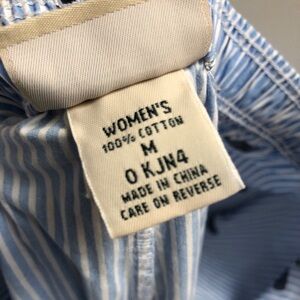 WOMEN'S
100% COTTON
M
0 KJN4
MADE IN CHINA
CARE ON REVERSE